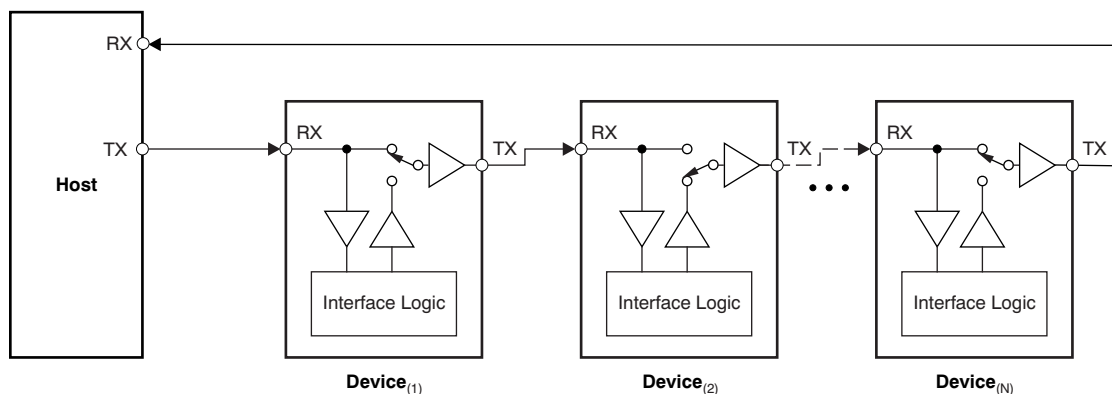 RX
TX
Host
RX
TX
Interface Logic
Device(1)
RX
TX
Interface Logic
Device(2)
• • •
RX
TX
Interface Logic
Device(N)